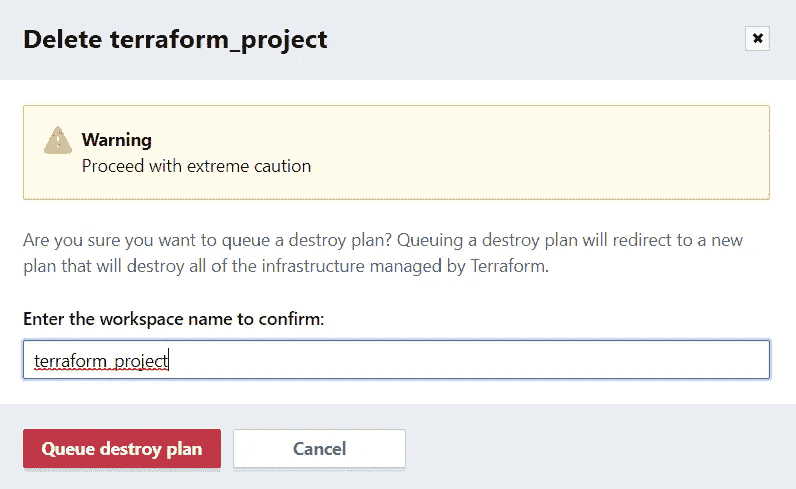 Delete terraform_project
Warning
Proceed with extreme caution
Are you sure you want to queue a destroy plan? Queuing a destroy plan will redirect to a new
plan that will destroy all of the infrastructure managed by Terraform.
Enter the workspace name to confirm:
terraform_project
Queue destroy plan
Cancel